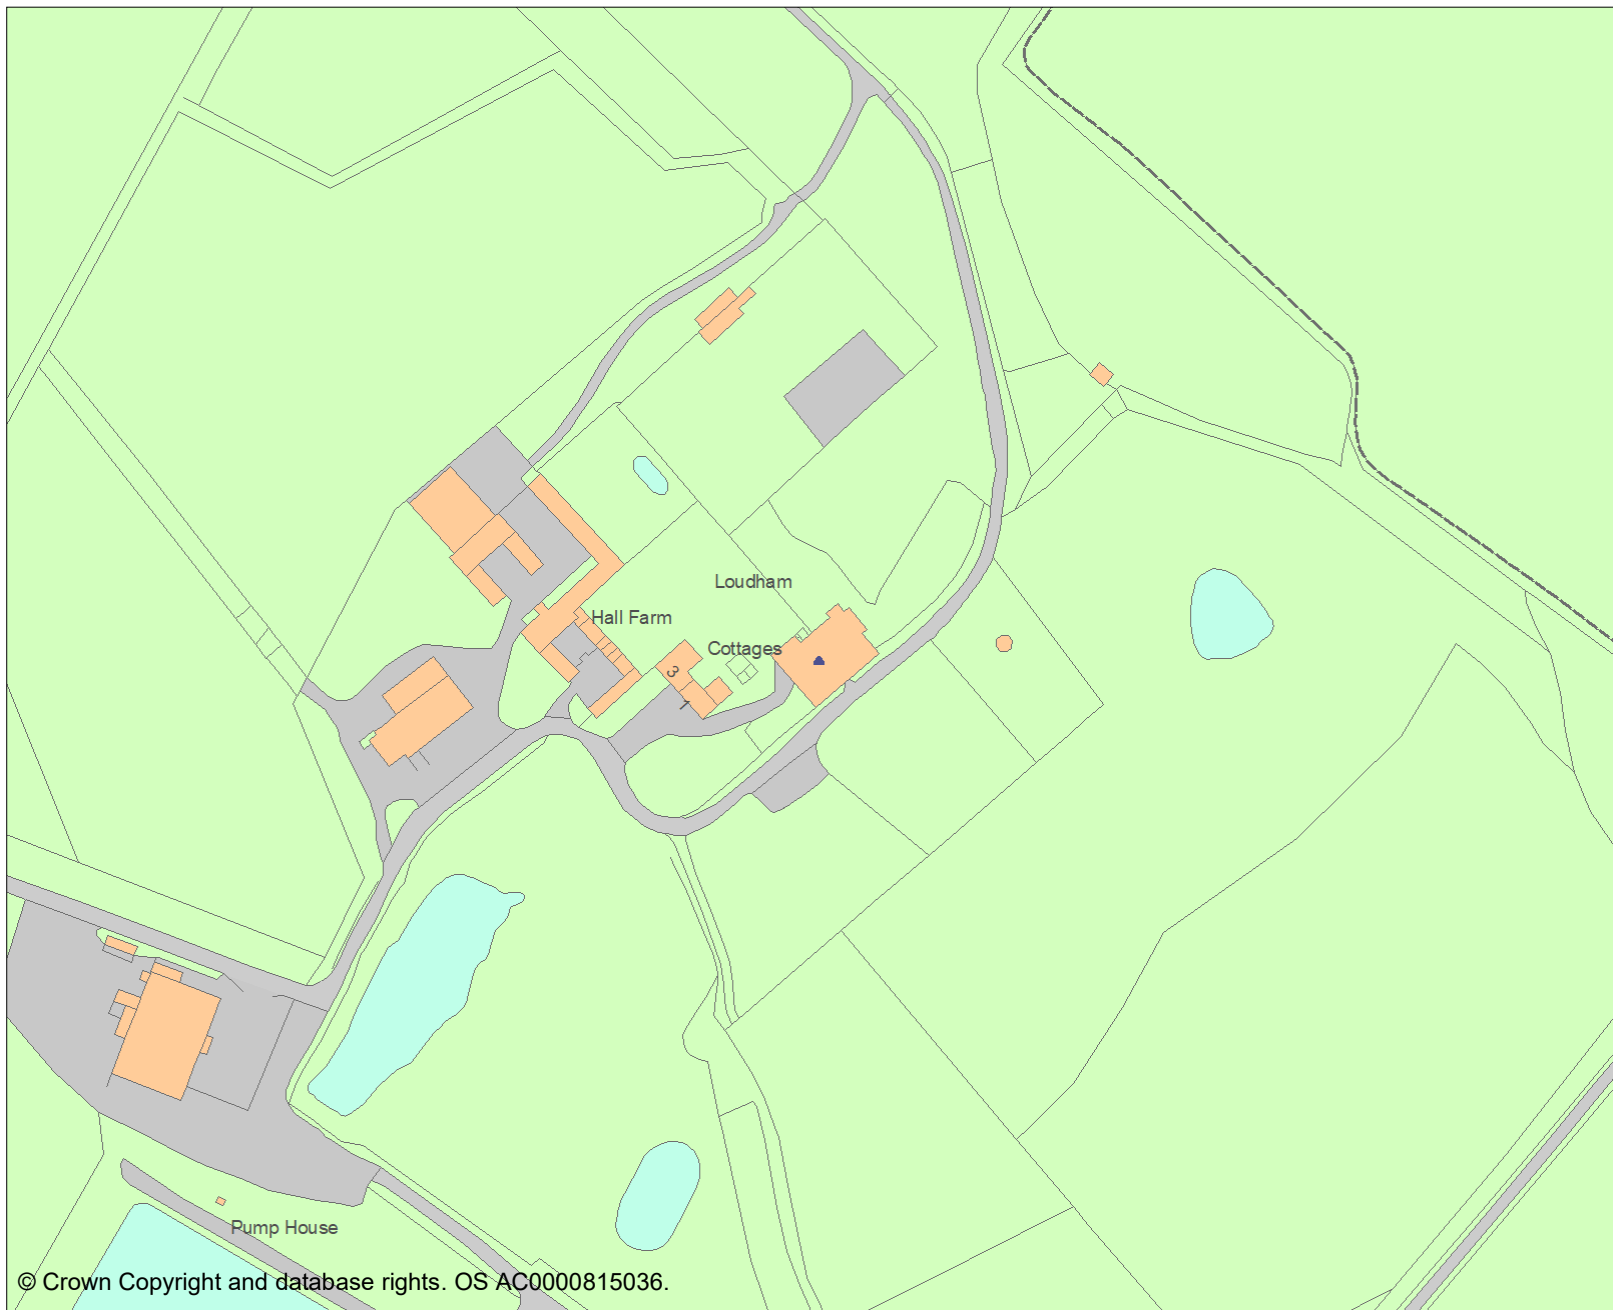 Loudham
Hall Farm
Cottages
3
1
Pump House
© Crown Copyright and database rights. OS AC0000815036.